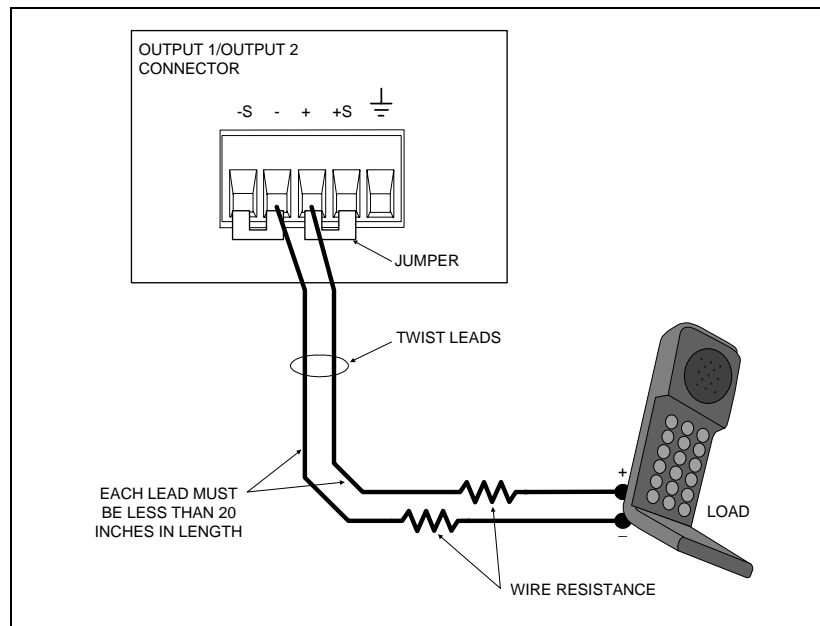 OUTPUT 1/OUTPUT 2
CONNECTOR
-S - + +S
JUMPER
TWIST LEADS
EACH LEAD MUST
BE LESS THAN 20
INCHES IN LENGTH
+
LOAD
–
WIRE RESISTANCE